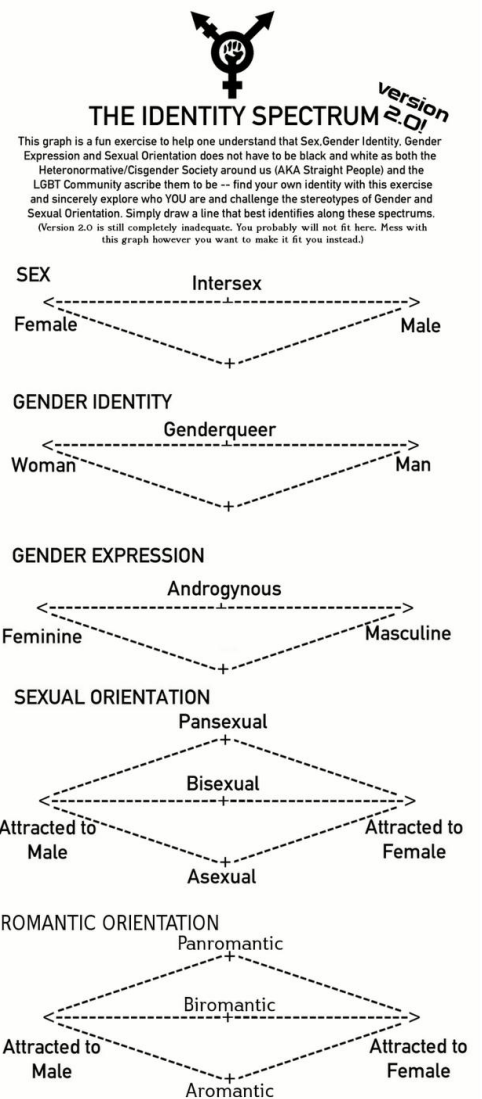 THE IDENTITY SPECTRUM version 2.0!
This graph is a fun exercise to help one understand that Sex,Gender Identity, Gender
Expression and Sexual Orientation does not have to be black and white as both the
Heteronormative/Cisgender Society around us (AKA Straight People) and the
LGBT Community ascribe them to be -- find your own identity with this exercise
and sincerely explore who YOU are and challenge the stereotypes of Gender and
Sexual Orientation. Simply draw a line that best identifies along these spectrums.
(Version 2.0 is still completely inadequate. You probably will not fit here. Mess with
this graph however you want to make it fit you instead.)
SEX
Intersex
Female
Male
GENDER IDENTITY
Genderqueer
Woman
Man
GENDER EXPRESSION
Androgynous
Feminine
Masculine
SEXUAL ORIENTATION
Pansexual
Bisexual
Attracted to
Male
Attracted to
Female
Asexual
ROMANTIC ORIENTATION
Panromantic
Biromantic
Attracted to
Male
Attracted to
Female
Aromantic